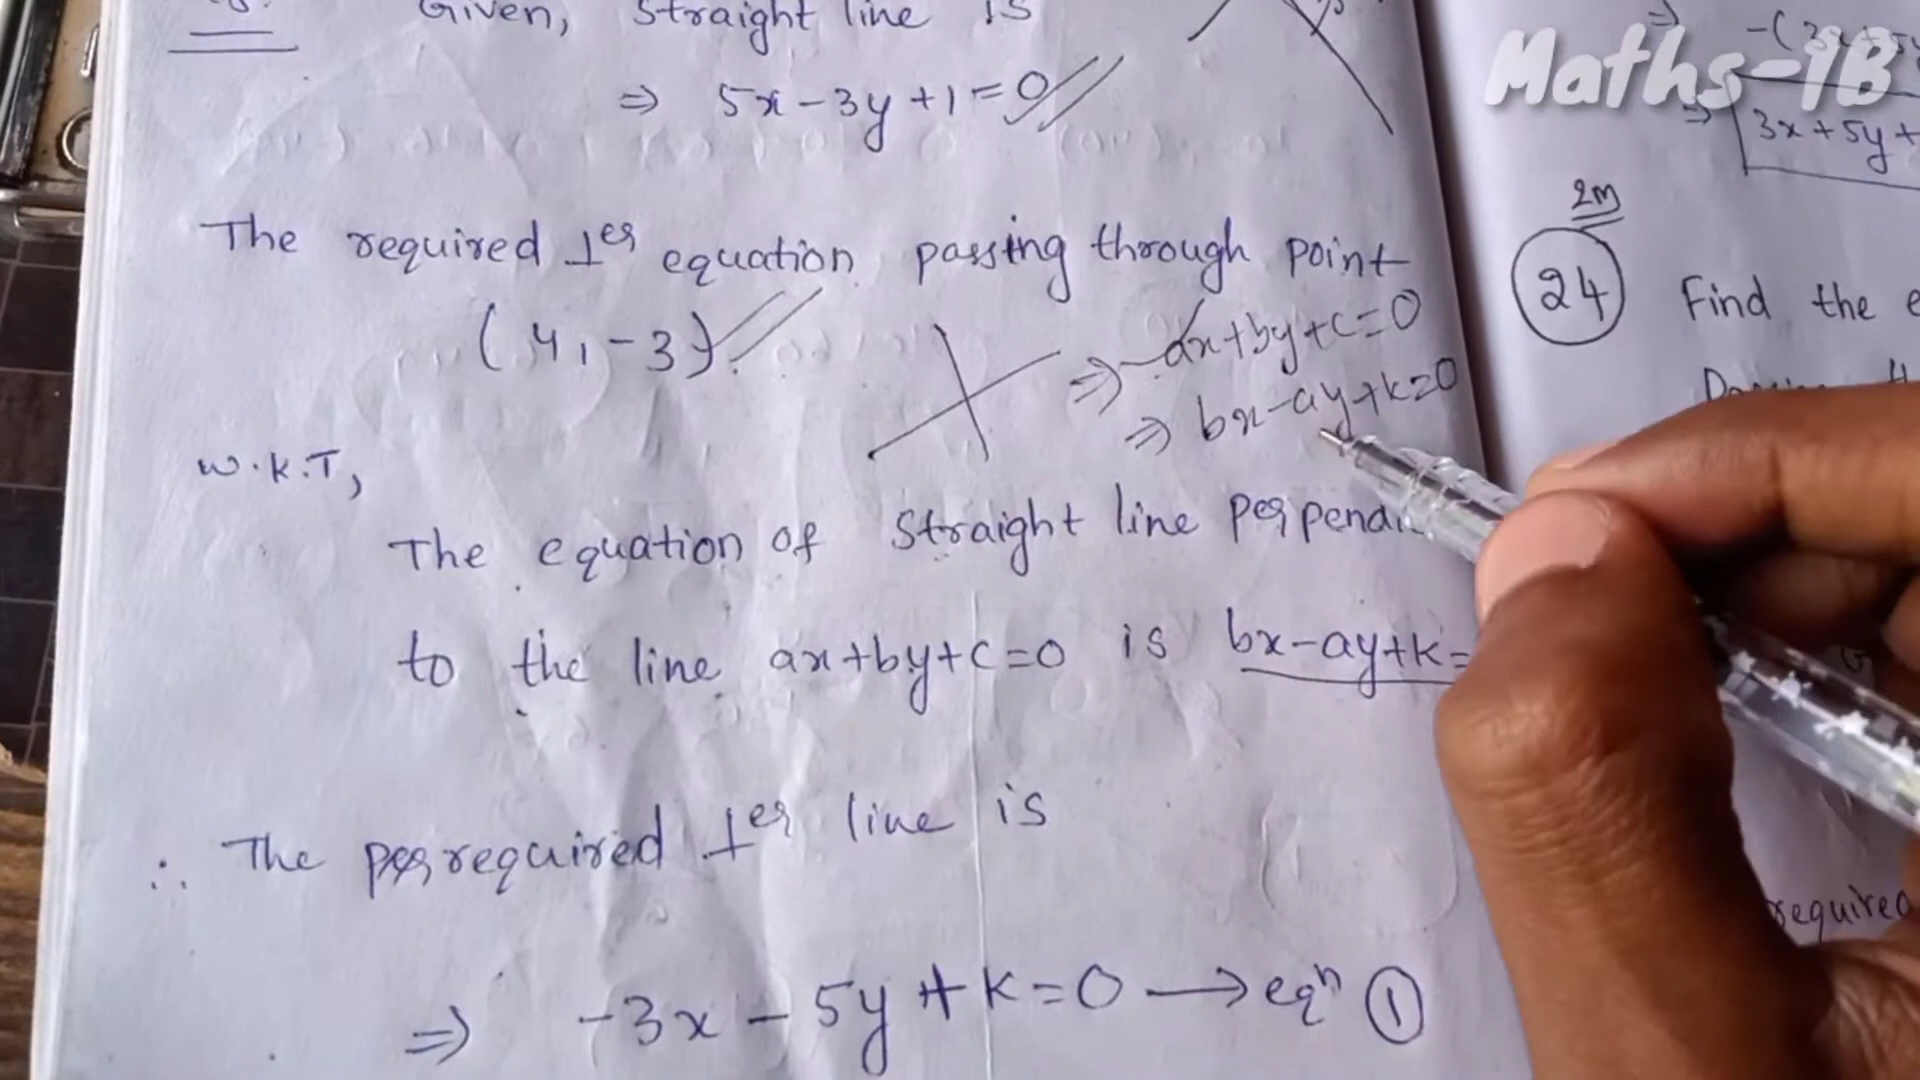 Given, Straight line is
⇒ 5x-3y+1=0
The required ⊥er equation passing through point
(4,-3)
⇒ ax+by+c=0
⇒ bx-ay+k=0
W.K.T,
The equation of Straight line
to the line ax+by+c=0 is bx-ay+k=
∴ The required ⊥er line is
⇒ -3x-5y+k=0 → eqn ①
Maths-1B
⇒
⇒ 3x+5y+
2M
24 Find the
required